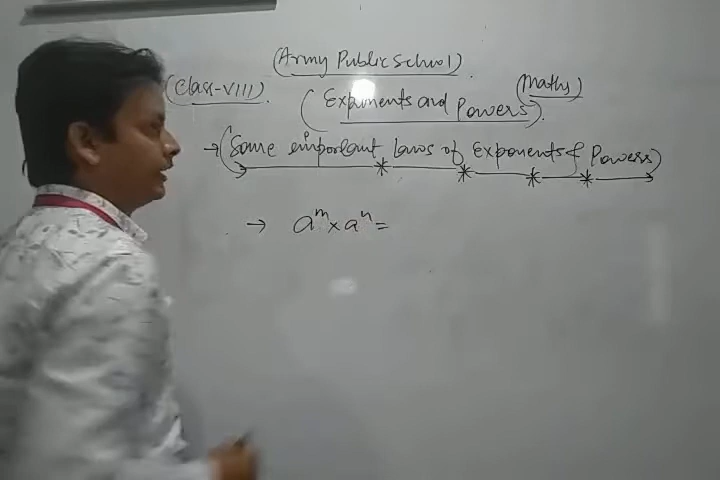 (Army Public School).
(Class-VIII). (Maths)
(Exponents and Powers).
→ (Some important laws of Exponents & Powers)
→ aᵐ × aⁿ =